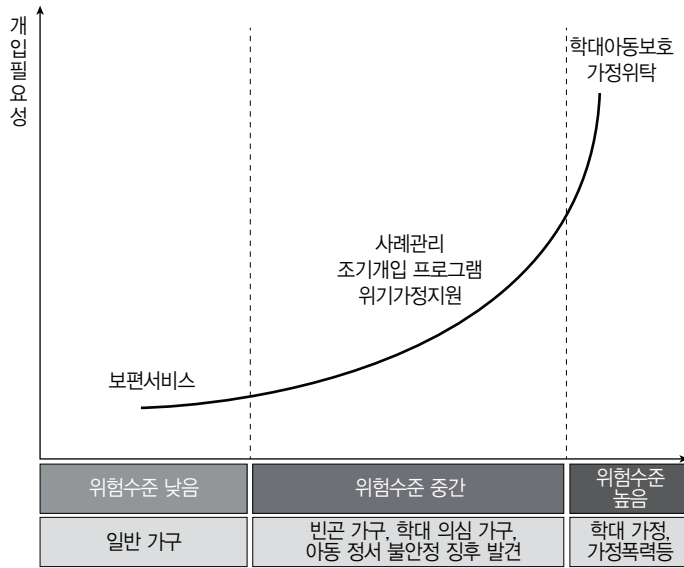 개입필요성
학대아동보호
가정위탁
사례관리
조기개입 프로그램
위기가정지원
보편서비스
위험수준 낮음
위험수준 중간
위험수준
높음
일반 가구
빈곤 가구, 학대 의심 가구,
아동 정서 불안정 징후 발견
학대 가정,
가정폭력등